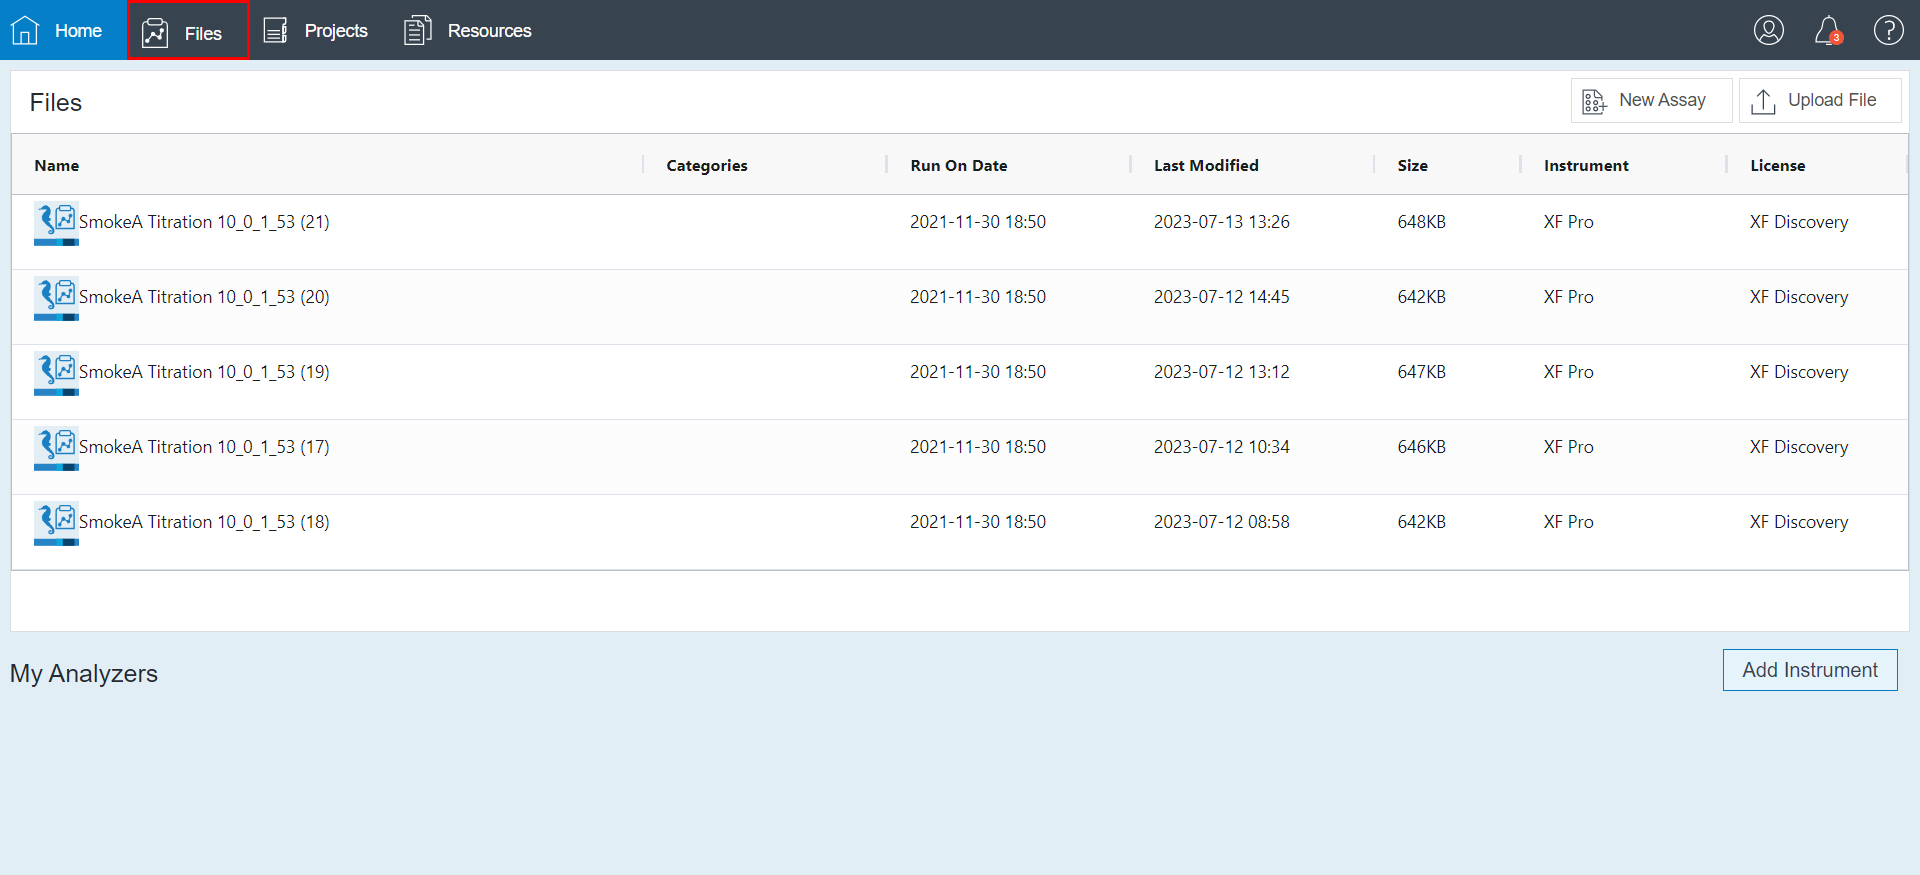 Home Files Projects Resources 3 ?
Files New Assay Upload File
Name Categories Run On Date Last Modified Size Instrument License
SmokeA Titration 10_0_1_53 (21) 2021-11-30 18:50 2023-07-13 13:26 648KB XF Pro XF Discovery
SmokeA Titration 10_0_1_53 (20) 2021-11-30 18:50 2023-07-12 14:45 642KB XF Pro XF Discovery
SmokeA Titration 10_0_1_53 (19) 2021-11-30 18:50 2023-07-12 13:12 647KB XF Pro XF Discovery
SmokeA Titration 10_0_1_53 (17) 2021-11-30 18:50 2023-07-12 10:34 646KB XF Pro XF Discovery
SmokeA Titration 10_0_1_53 (18) 2021-11-30 18:50 2023-07-12 08:58 642KB XF Pro XF Discovery
My Analyzers Add Instrument